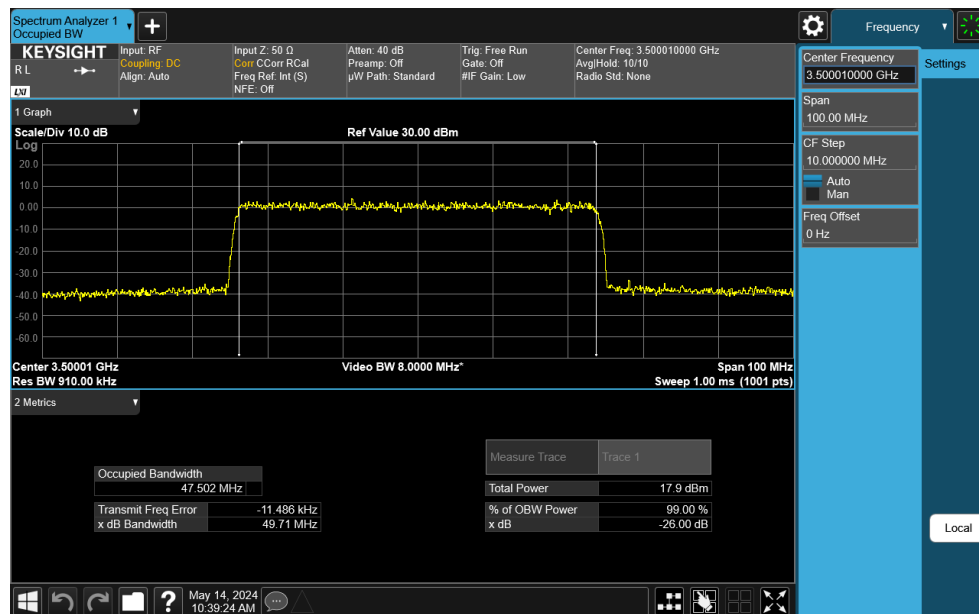 Spectrum Analyzer 1
Occupied BW
Frequency
KEYSIGHT
R L
LXI
Input: RF
Coupling: DC
Align: Auto
Input Z: 50 Ω
Corr CCorr RCal
Freq Ref: Int (S)
NFE: Off
Atten: 40 dB
Preamp: Off
µW Path: Standard
Trig: Free Run
Gate: Off
#IF Gain: Low
Center Freq: 3.500010000 GHz
Avg|Hold: 10/10
Radio Std: None
Center Frequency
3.500010000 GHz
Settings
Span
100.00 MHz
CF Step
10.000000 MHz
Auto
Man
Freq Offset
0 Hz
Local
1 Graph
Scale/Div 10.0 dB
Ref Value 30.00 dBm
Log
20.0
10.0
0.00
-10.0
-20.0
-30.0
-40.0
-50.0
-60.0
Center 3.50001 GHz
Video BW 8.0000 MHz*
Span 100 MHz
Res BW 910.00 kHz
Sweep 1.00 ms (1001 pts)
2 Metrics
Measure Trace
Trace 1
Occupied Bandwidth
47.502 MHz
Total Power
17.9 dBm
Transmit Freq Error
-11.486 kHz
% of OBW Power
99.00 %
x dB Bandwidth
49.71 MHz
x dB
-26.00 dB
?
May 14, 2024
10:39:24 AM